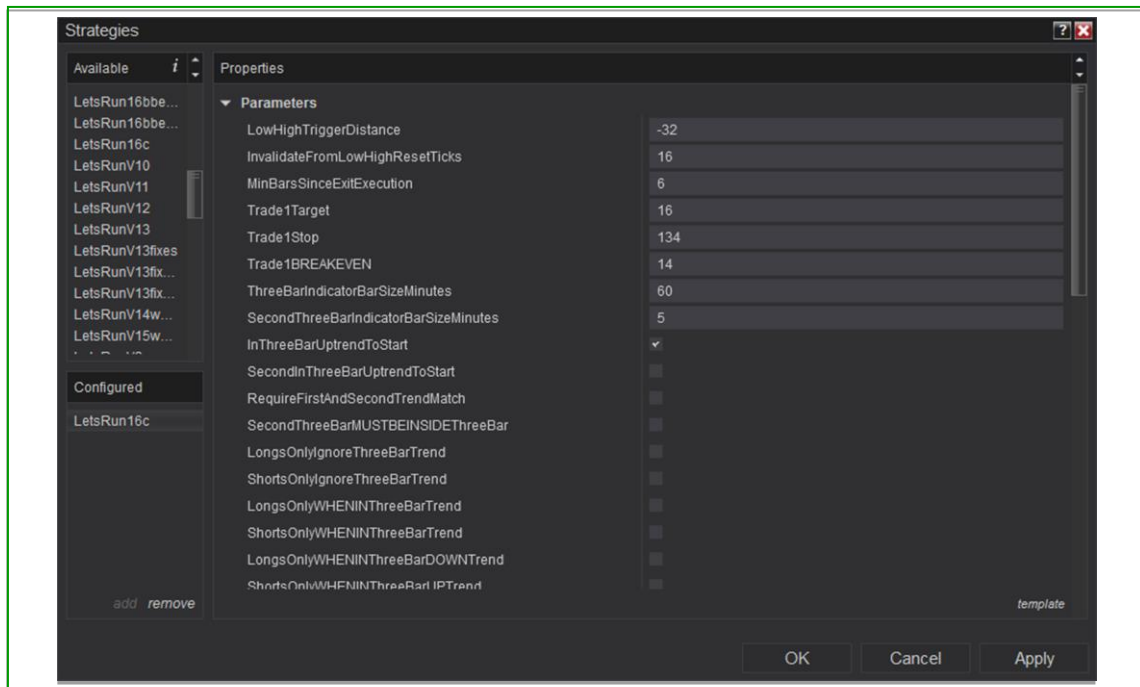 Strategies
?
Available i
LetsRun16bbe...
LetsRun16bbe...
LetsRun16c
LetsRunV10
LetsRunV11
LetsRunV12
LetsRunV13
LetsRunV13fixes
LetsRunV13fix...
LetsRunV13fix...
LetsRunV14w...
LetsRunV15w...
Configured
LetsRun16c
add remove
Properties
Parameters
LowHighTriggerDistance -32
InvalidateFromLowHighResetTicks 16
MinBarsSinceExitExecution 6
Trade1Target 16
Trade1Stop 134
Trade1BREAKEVEN 14
ThreeBarIndicatorBarSizeMinutes 60
SecondThreeBarIndicatorBarSizeMinutes 5
InThreeBarUptrendToStart
SecondInThreeBarUptrendToStart
RequireFirstAndSecondTrendMatch
SecondThreeBarMUSTBEINSIDEThreeBar
LongsOnlyIgnoreThreeBarTrend
ShortsOnlyIgnoreThreeBarTrend
LongsOnlyWHENINThreeBarTrend
ShortsOnlyWHENINThreeBarTrend
LongsOnlyWHENINThreeBarDOWNTrend
ShortsOnlyWHENINThreeBarUPTrend
template
OK Cancel Apply